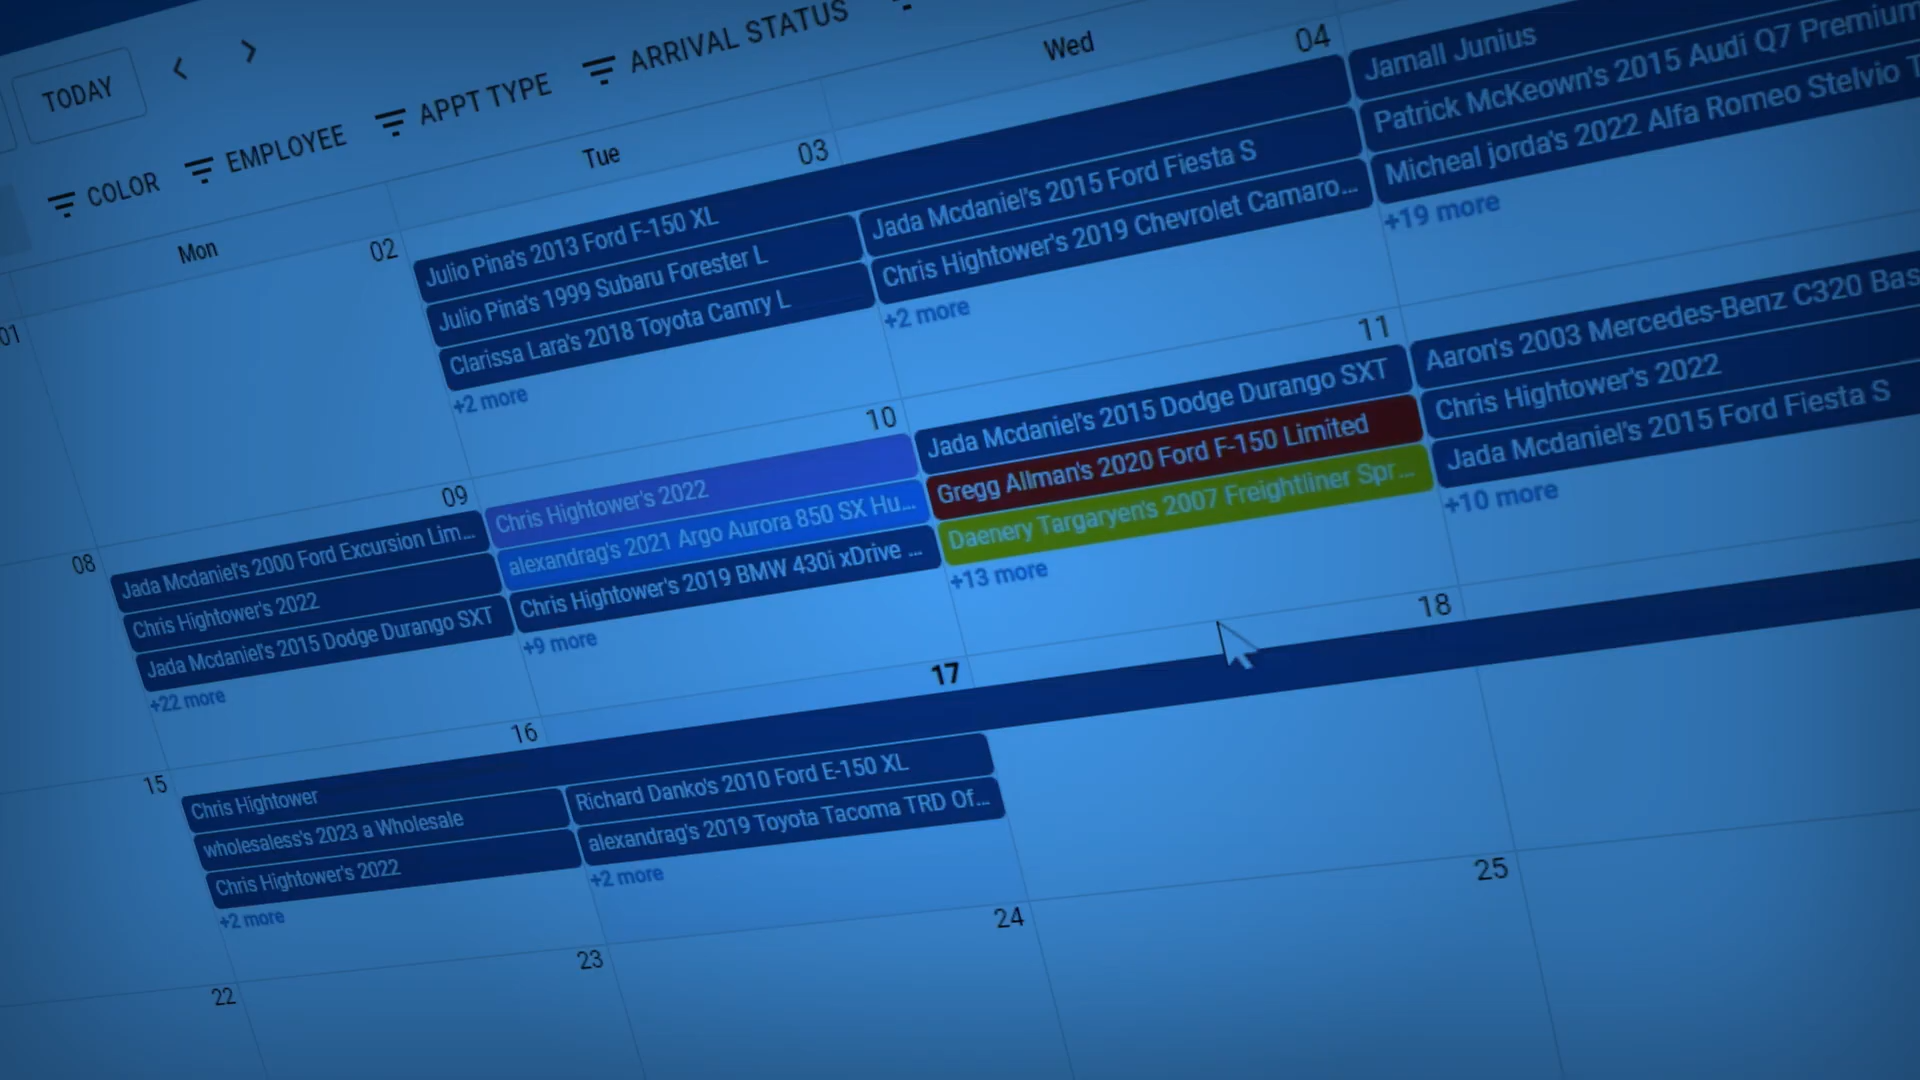 TODAY
COLOR
EMPLOYEE
APPT TYPE
ARRIVAL STATUS
Mon
Tue
Wed
01
02
03
04
Julio Pina's 2013 Ford F-150 XL
Julio Pina's 1999 Subaru Forester L
Clarissa Lara's 2018 Toyota Camry L
+2 more
Jada Mcdaniel's 2015 Ford Fiesta S
Chris Hightower's 2019 Chevrolet Camaro...
+2 more
Jamall Junius
Patrick McKeown's 2015 Audi Q7 Premium
Micheal jorda's 2022 Alfa Romeo Stelvio T
+19 more
08
09
10
11
Jada Mcdaniel's 2000 Ford Excursion Lim...
Chris Hightower's 2022
Jada Mcdaniel's 2015 Dodge Durango SXT
+22 more
Chris Hightower's 2022
alexandrag's 2021 Argo Aurora 850 SX Hu...
Chris Hightower's 2019 BMW 430i xDrive ...
+9 more
Jada Mcdaniel's 2015 Dodge Durango SXT
Gregg Allman's 2020 Ford F-150 Limited
Daenery Targaryen's 2007 Freightliner Spr...
+13 more
Aaron's 2003 Mercedes-Benz C320 Bas
Chris Hightower's 2022
Jada Mcdaniel's 2015 Ford Fiesta S
+10 more
15
16
17
18
Chris Hightower
wholesaless's 2023 a Wholesale
Chris Hightower's 2022
+2 more
Richard Danko's 2010 Ford E-150 XL
alexandrag's 2019 Toyota Tacoma TRD Of...
+2 more
22
23
24
25